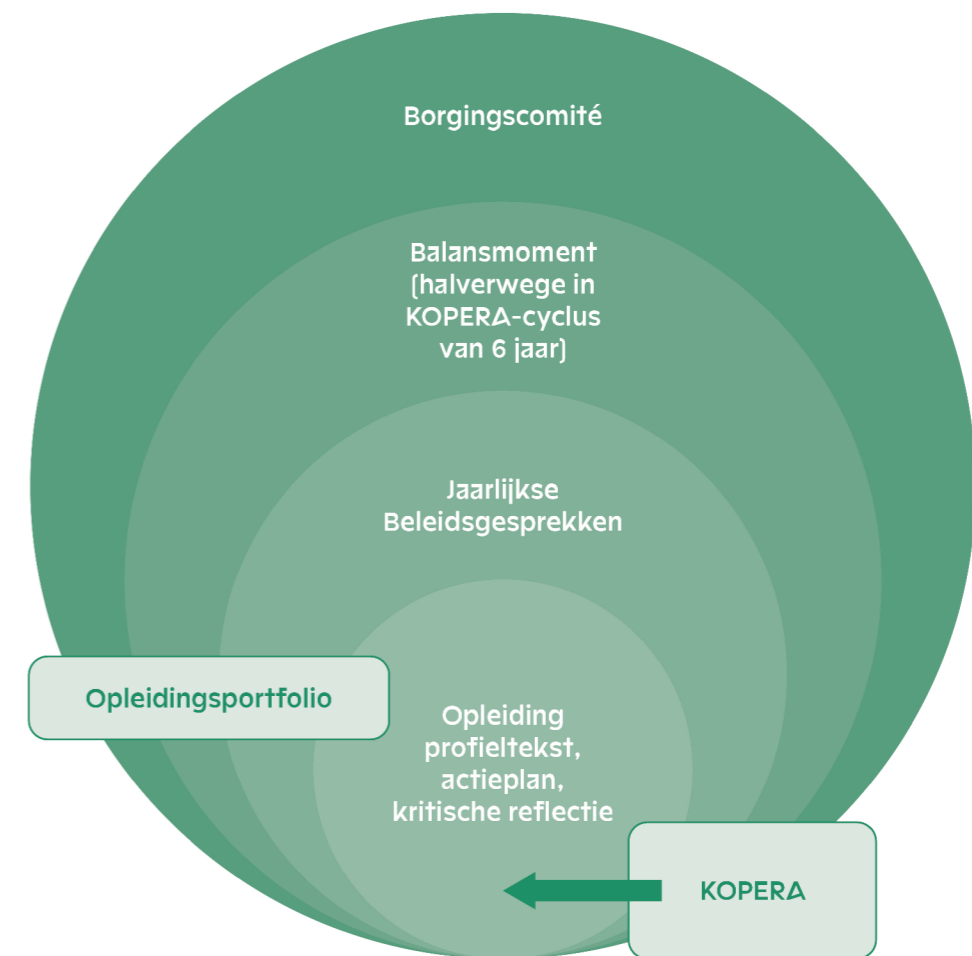 Borgingscomité
Balansmoment
(halverwege in
KOPERA-cyclus
van 6 jaar)
Jaarlijkse
Beleidsgesprekken
Opleidingsportfolio
Opleiding
profieltekst,
actieplan,
kritische reflectie
KOPERA